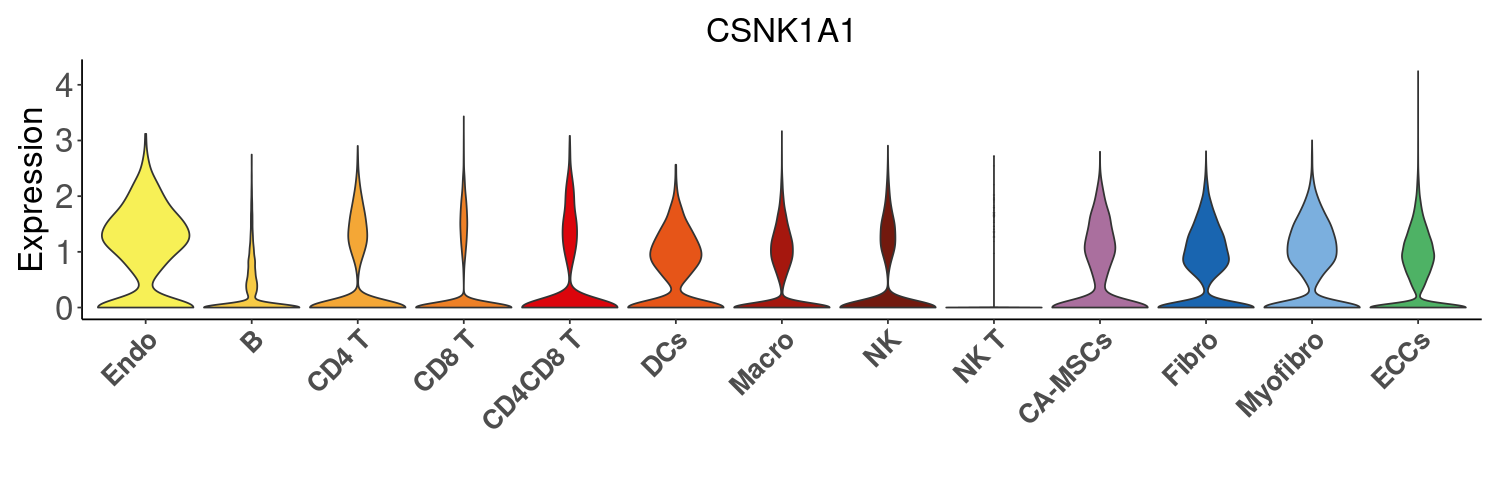 CSNK1A1
Expression
4
3
2
1
0
Endo
B
CD4 T
CD8 T
CD4CD8 T
DCs
Macro
NK
NK T
CA-MSCs
Fibro
Myofibro
ECCs